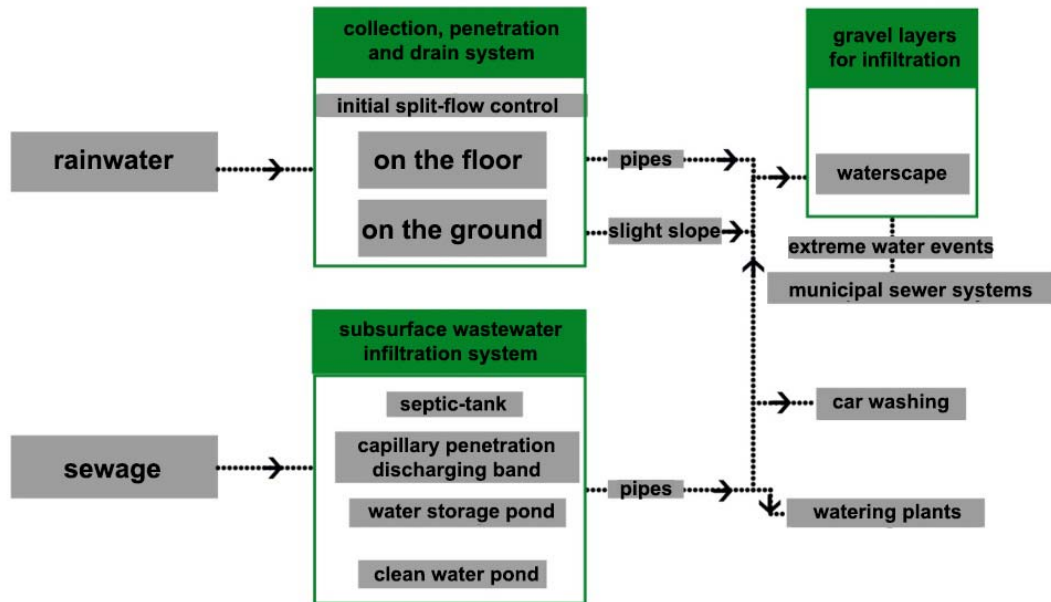 collection, penetration
and drain system
initial split-flow control
on the floor
on the ground
rainwater
pipes
slight slope
gravel layers
for infiltration
waterscape
extreme water events
municipal sewer systems
subsurface wastewater
infiltration system
septic-tank
capillary penetration
discharging band
water storage pond
clean water pond
sewage
pipes
car washing
watering plants